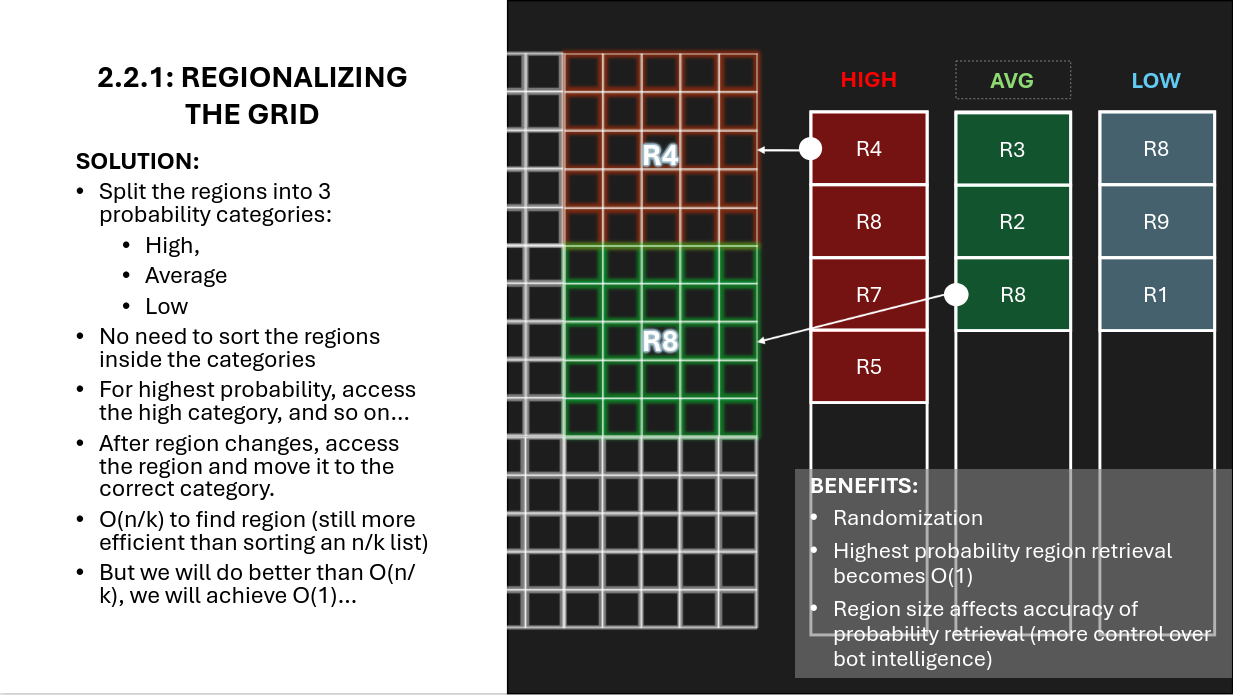 2.2.1: REGIONALIZING
THE GRID
SOLUTION:
• Split the regions into 3
probability categories:
• High,
• Average
• Low
• No need to sort the regions
inside the categories
• For highest probability, access
the high category, and so on...
• After region changes, access
the region and move it to the
correct category.
• O(n/k) to find region (still more
efficient than sorting an n/k list)
• But we will do better than O(n/
k), we will achieve O(1)...
R4
R8
HIGH
R4
R8
R7
R5
AVG
R3
R2
R8
LOW
R8
R9
R1
BENEFITS:
• Randomization
• Highest probability region retrieval
becomes O(1)
• Region size affects accuracy of
probability retrieval (more control over
bot intelligence)